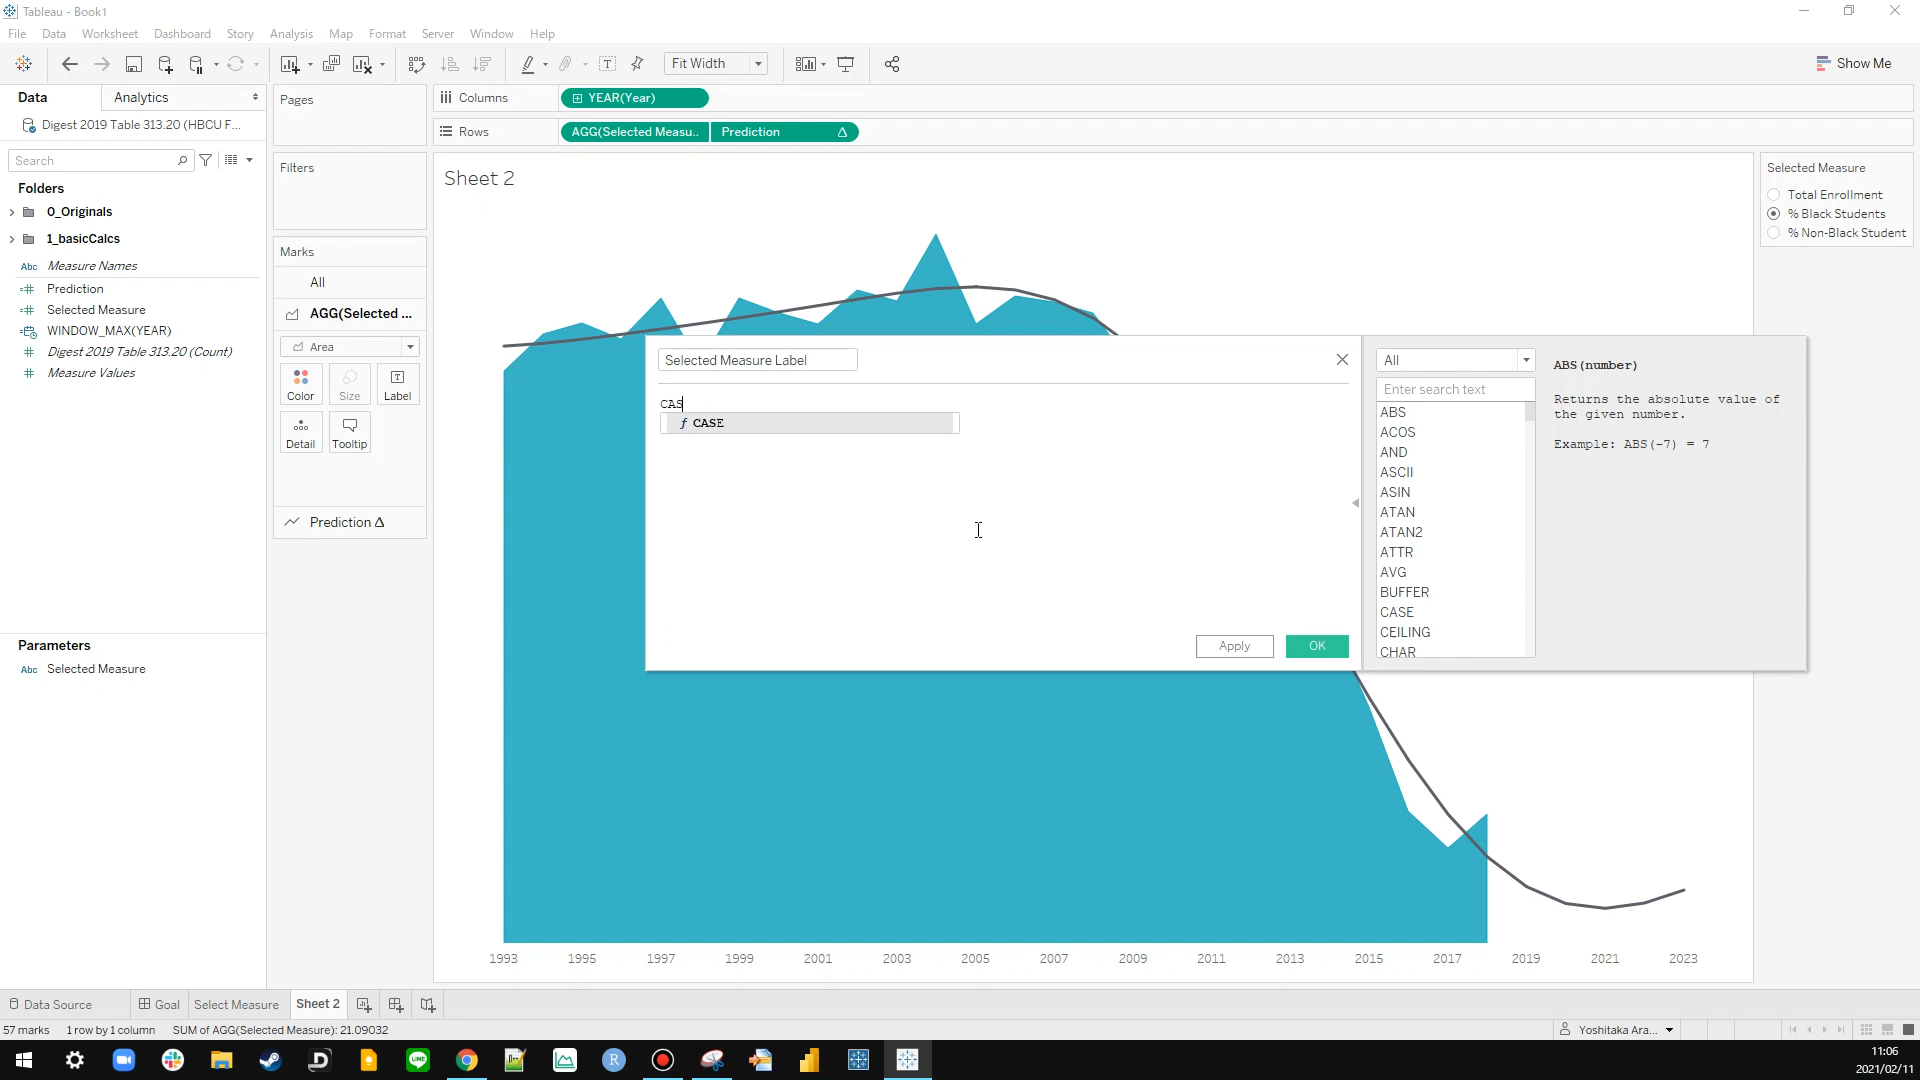 Tableau - Book1
File Data Worksheet Dashboard Story Analysis Map Format Server Window Help
Fit Width
Show Me
Data Analytics
Digest 2019 Table 313.20 (HBCU F...
Search
Folders
0_Originals
1_basicCalcs
Abc Measure Names
Prediction
Selected Measure
WINDOW_MAX(YEAR)
Digest 2019 Table 313.20 (Count)
Measure Values
Parameters
Abc Selected Measure
Pages
Filters
Marks
All
AGG(Selected ...
Area
Color Size Label
Detail Tooltip
Prediction Δ
Columns YEAR(Year)
Rows AGG(Selected Measu.. Prediction Δ
Sheet 2
Selected Measure
Total Enrollment
% Black Students
% Non-Black Student
Selected Measure Label
CAS
f CASE
Apply OK
All
Enter search text
ABS
ACOS
AND
ASCII
ASIN
ATAN
ATAN2
ATTR
AVG
BUFFER
CASE
CEILING
CHAR
ABS(number)
Returns the absolute value of
the given number.
Example: ABS(-7) = 7
1993 1995 1997 1999 2001 2003 2005 2007 2009 2011 2013 2015 2017 2019 2021 2023
Data Source Goal Select Measure Sheet 2
57 marks 1 row by 1 column SUM of AGG(Selected Measure): 21.09032
Yoshitaka Ara...
LINE
R
11:06
2021/02/11